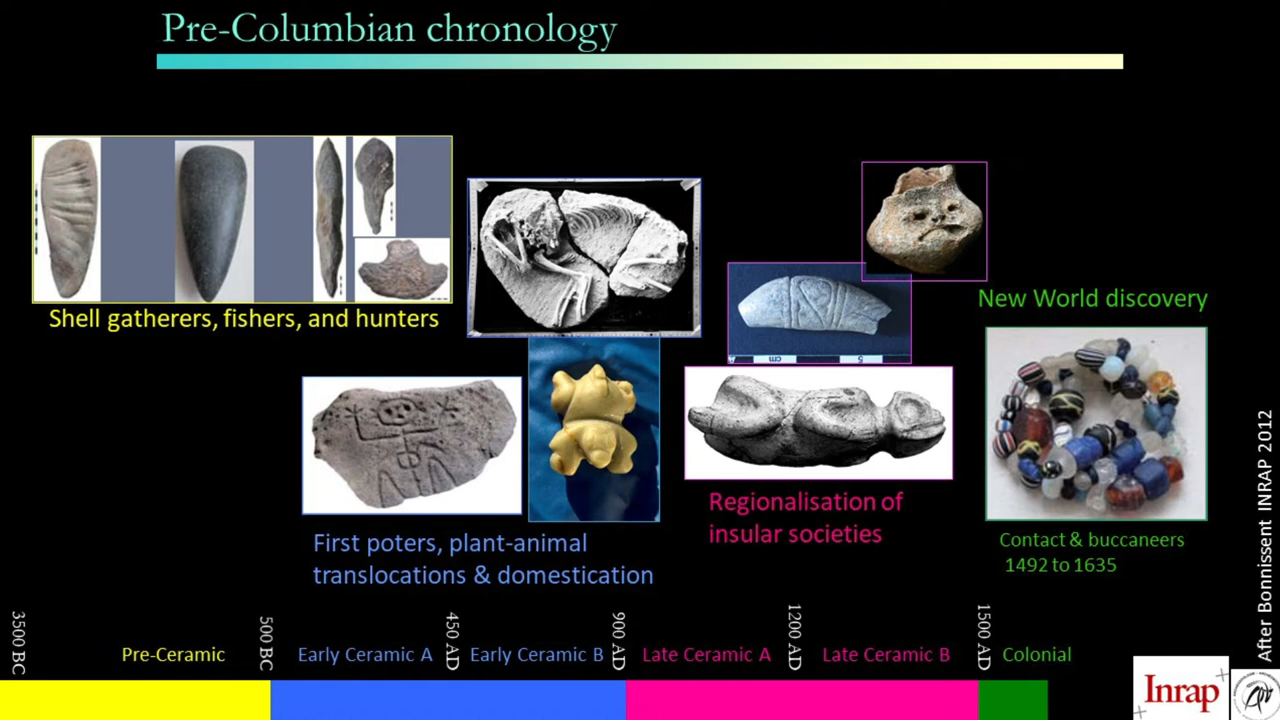 Pre-Columbian chronology
Shell gatherers, fishers, and hunters
New World discovery
First poters, plant-animal
translocations & domestication
Regionalisation of
insular societies
Contact & buccaneers
1492 to 1635
cm
5
3500 BC
Pre-Ceramic
500 BC
Early Ceramic A
450 AD
Early Ceramic B
900 AD
Late Ceramic A
1200 AD
Late Ceramic B
1500 AD
Colonial
After Bonnissent INRAP 2012
Inrap